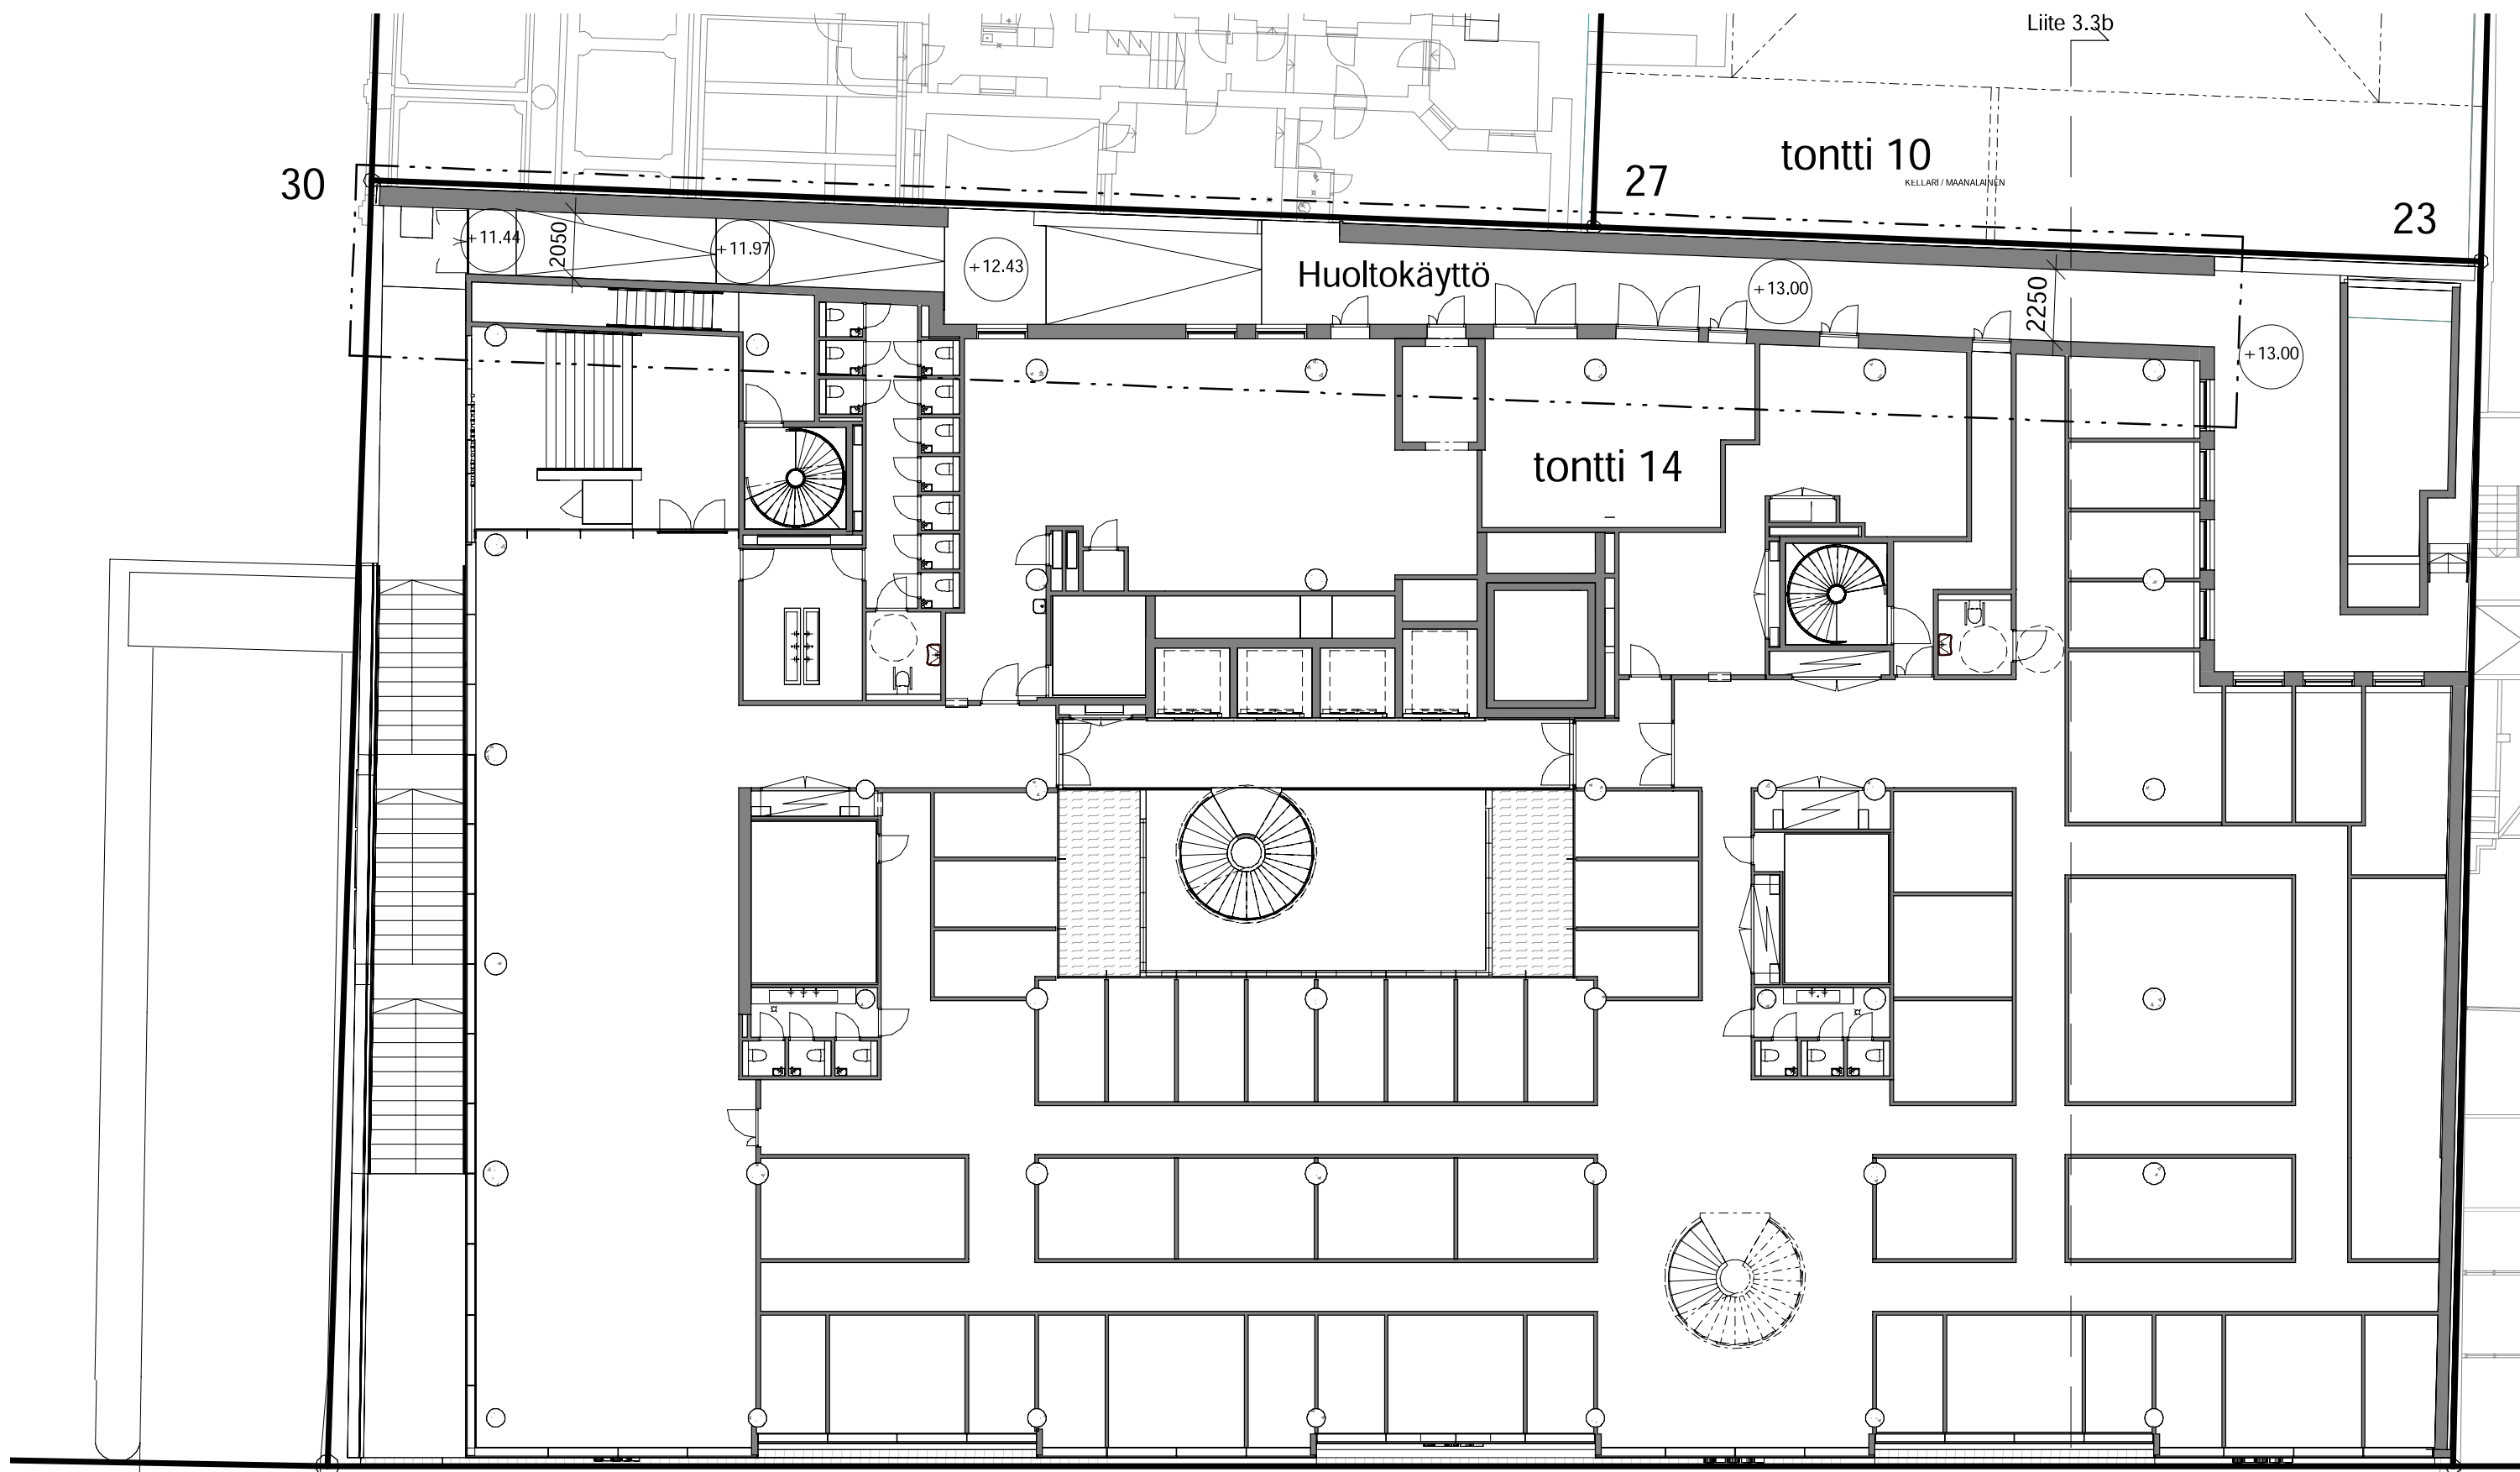 Liite 3.3b
tontti 10
KELLARI / MAANALAINEN
30
27
23
+11.44
2050
+11.97
+12.43
Huoltokäyttö
+13.00
2250
+13.00
tontti 14